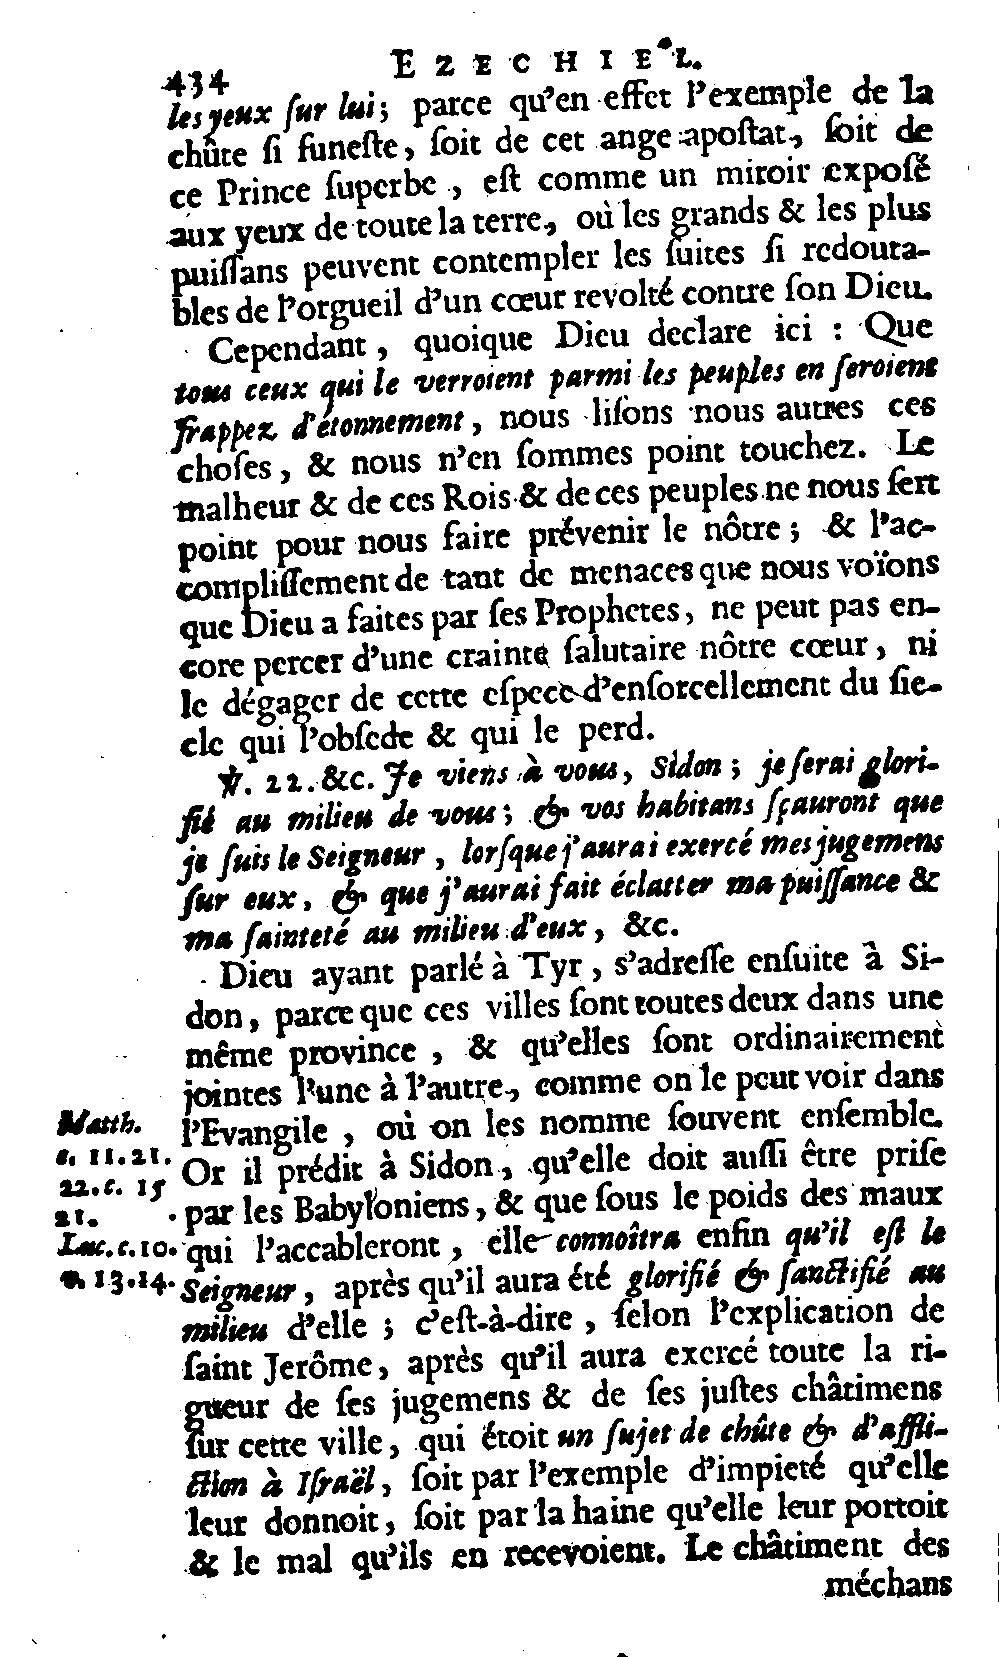 434 EZECHIEL.
les yeux ſur lui; parce qu'en effet l'exemple de la
chûte ſi funeſte, ſoit de cet ange apoſtat, ſoit de
ce Prince ſuperbe, eſt comme un miroir expoſé
aux yeux de toute la terre, où les grands & les plus
puiſſans peuvent contempler les ſuites ſi redouta-
bles de l'orgueil d'un cœur revolté contre ſon Dieu.
Cependant, quoique Dieu declare ici : Que
tous ceux qui le verroient parmi les peuples en ſeroient
frappez d'étonnement, nous liſons nous autres ces
choſes, & nous n'en ſommes point touchez. Le
malheur & de ces Rois & de ces peuples ne nous ſert
point pour nous faire prévenir le nôtre; & l'ac-
compliſſement de tant de menaces que nous voïons
que Dieu a faites par ſes Prophetes, ne peut pas en-
core percer d'une crainte ſalutaire nôtre cœur, ni
le dégager de cette eſpece d'enſorcellement du ſie-
cle qui l'obſede & qui le perd.
℣. 22. &c. Je viens à vous, Sidon; je ſerai glori-
fié au milieu de vous; & vos habitans ſçauront que
je ſuis le Seigneur, lorſque j'aurai exercé mes jugemens
ſur eux, & que j'aurai fait éclatter ma puiſſance &
ma ſainteté au milieu d'eux, &c.
Dieu ayant parlé à Tyr, s'adreſſe enſuite à Si-
don, parce que ces villes ſont toutes deux dans une
même province, & qu'elles ſont ordinairement
jointes l'une à l'autre, comme on le peut voir dans
Matth. l'Evangile, où on les nomme ſouvent enſemble.
c. 11. 21. Or il prédit à Sidon, qu'elle doit auſſi être priſe
22. c. 15 par les Babyloniens, & que ſous le poids des maux
21.
Luc. c. 10. qui l'accableront, elle connoîtra enfin qu'il eſt le
v. 13. 14. Seigneur, après qu'il aura été glorifié & ſanctifié au
milieu d'elle; c'eſt-à-dire, ſelon l'explication de
ſaint Jerôme, après qu'il aura exercé toute la ri-
gueur de ſes jugemens & de ſes juſtes châtimens
ſur cette ville, qui étoit un ſujet de chûte & d'affli-
ction à Iſraël, ſoit par l'exemple d'impieté qu'elle
leur donnoit, ſoit par la haine qu'elle leur portoit
& le mal qu'ils en recevoient. Le châtiment des
méchans